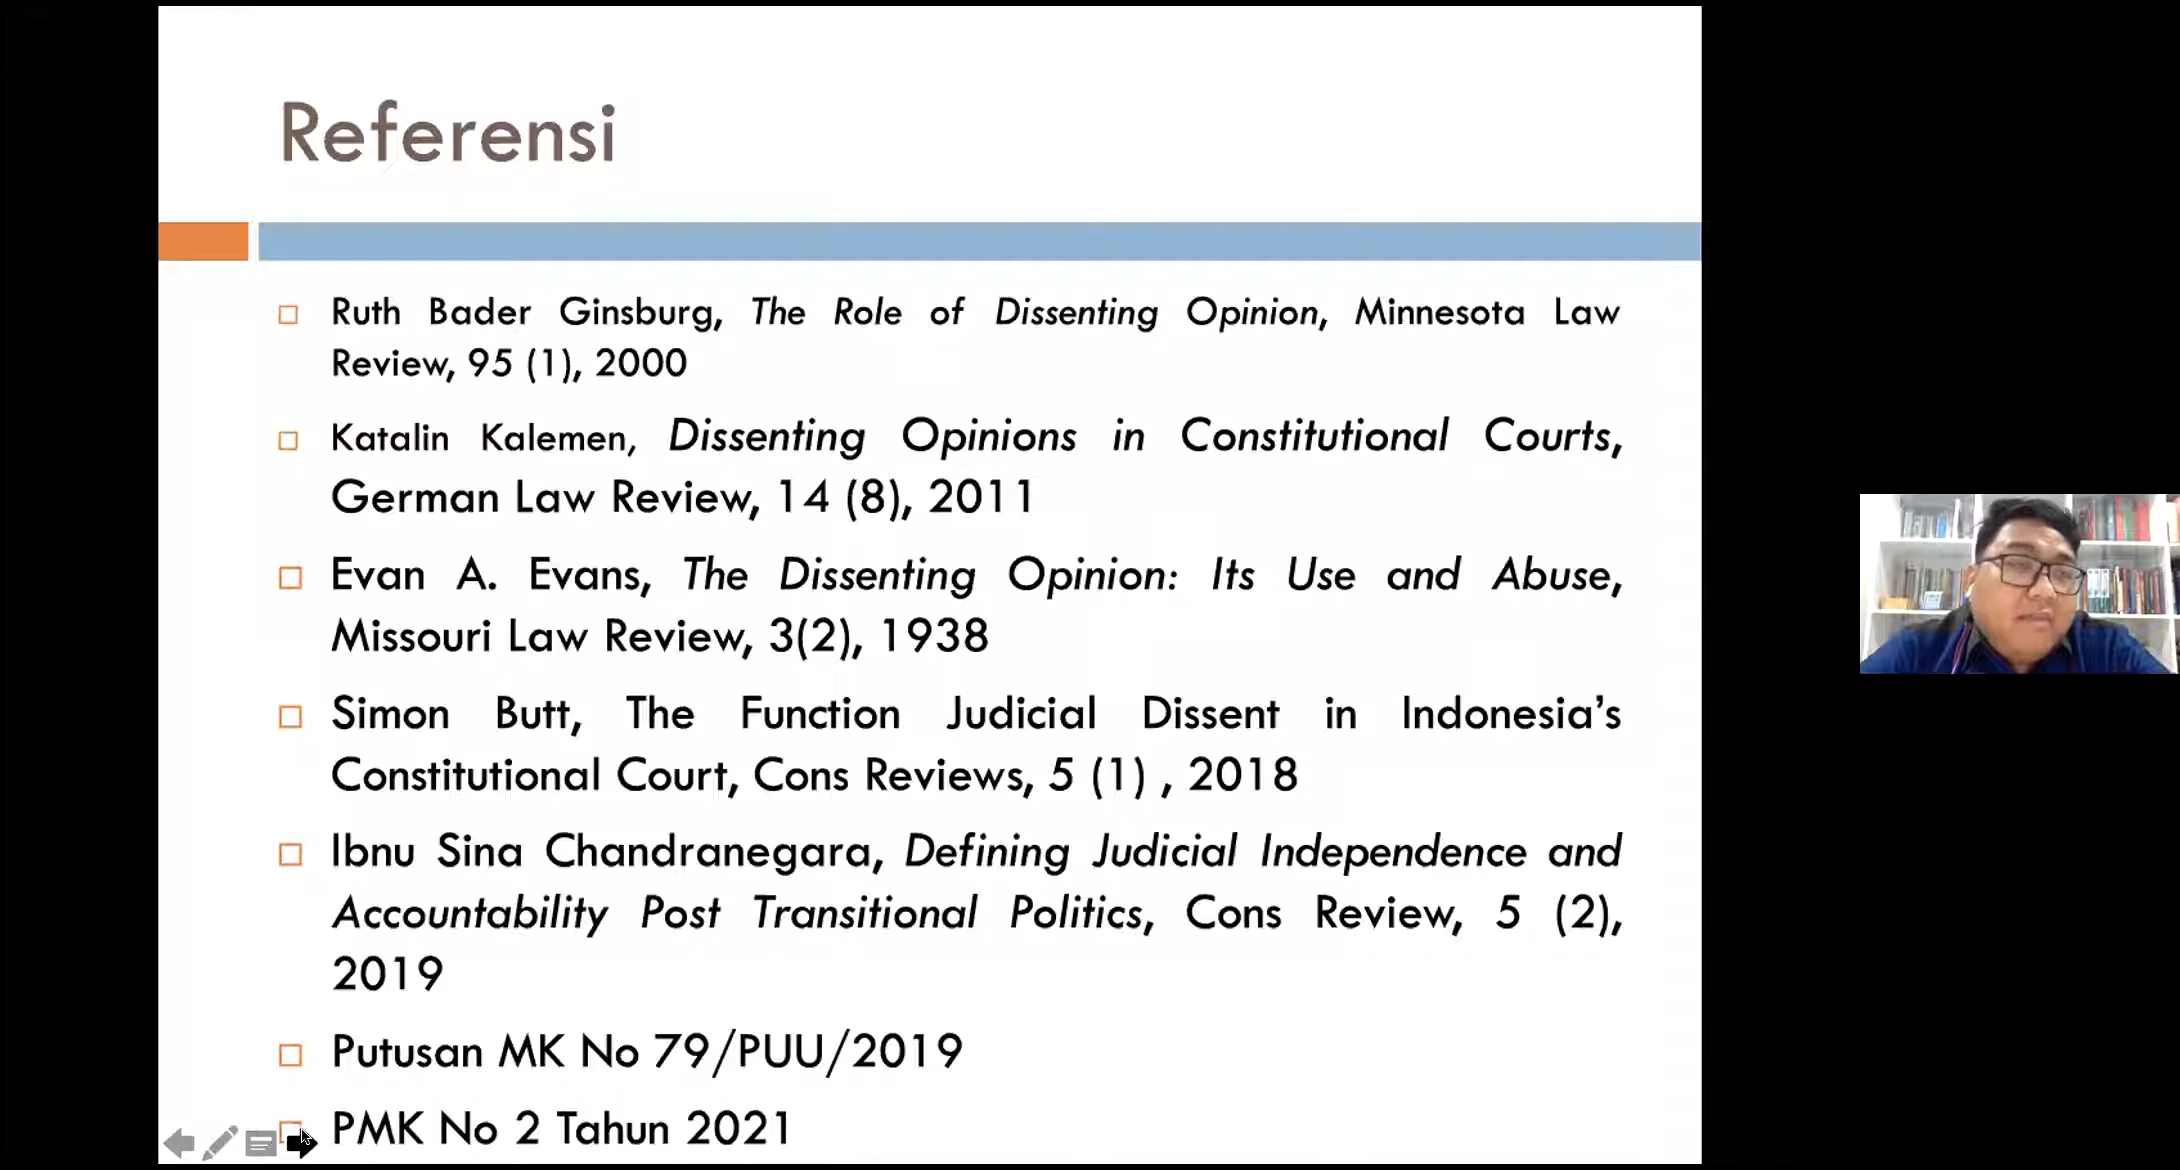 Referensi
Ruth Bader Ginsburg, The Role of Dissenting Opinion, Minnesota Law
Review, 95 (1), 2000
Katalin Kalemen, Dissenting Opinions in Constitutional Courts,
German Law Review, 14 (8), 2011
Evan A. Evans, The Dissenting Opinion: Its Use and Abuse,
Missouri Law Review, 3(2), 1938
Simon Butt, The Function Judicial Dissent in Indonesia's
Constitutional Court, Cons Reviews, 5 (1) , 2018
Ibnu Sina Chandranegara, Defining Judicial Independence and
Accountability Post Transitional Politics, Cons Review, 5 (2),
2019
Putusan MK No 79/PUU/2019
PMK No 2 Tahun 2021